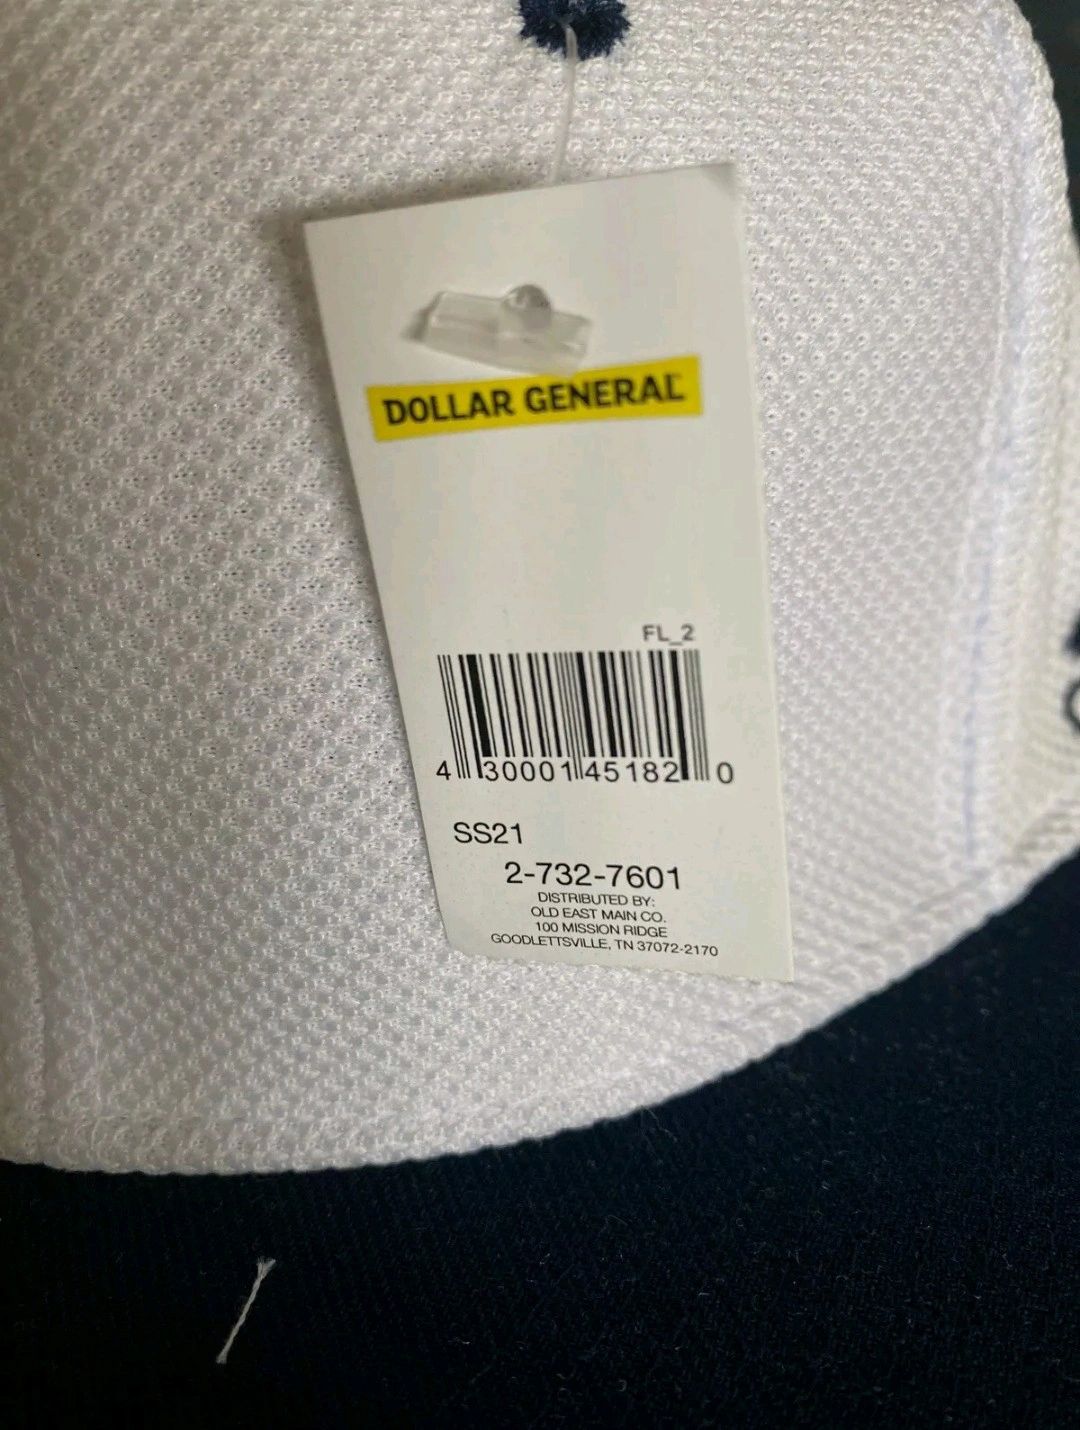 DOLLAR GENERAL
FL_2
4 30001 45182 0
SS21
2-732-7601
DISTRIBUTED BY:
OLD EAST MAIN CO.
100 MISSION RIDGE
GOODLETTSVILLE, TN 37072-2170